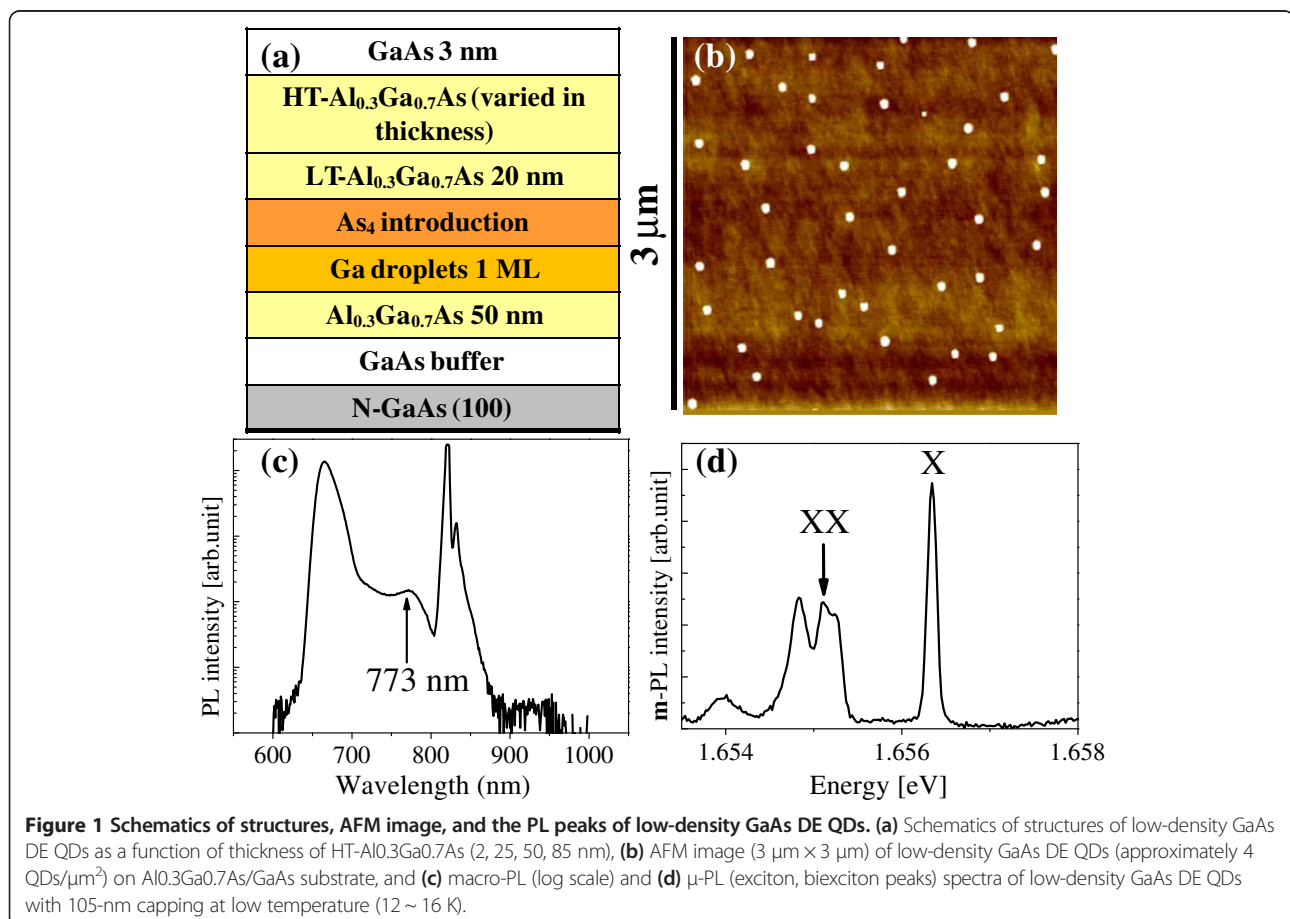 (a)
GaAs 3 nm
HT-Al0.3Ga0.7As (varied in
thickness)
LT-Al0.3Ga0.7As 20 nm
As4 introduction
Ga droplets 1 ML
Al0.3Ga0.7As 50 nm
GaAs buffer
N-GaAs (100)
(b)
3 μm
(c)
PL intensity [arb.unit]
773 nm
600 700 800 900 1000
Wavelength (nm)
(d)
m-PL intensity [arb.unit]
XX
X
1.654 1.656 1.658
Energy [eV]
Figure 1 Schematics of structures, AFM image, and the PL peaks of low-density GaAs DE QDs. (a) Schematics of structures of low-density GaAs
DE QDs as a function of thickness of HT-Al0.3Ga0.7As (2, 25, 50, 85 nm), (b) AFM image (3 μm × 3 μm) of low-density GaAs DE QDs (approximately 4
QDs/μm²) on Al0.3Ga0.7As/GaAs substrate, and (c) macro-PL (log scale) and (d) μ-PL (exciton, biexciton peaks) spectra of low-density GaAs DE QDs
with 105-nm capping at low temperature (12 ~ 16 K).